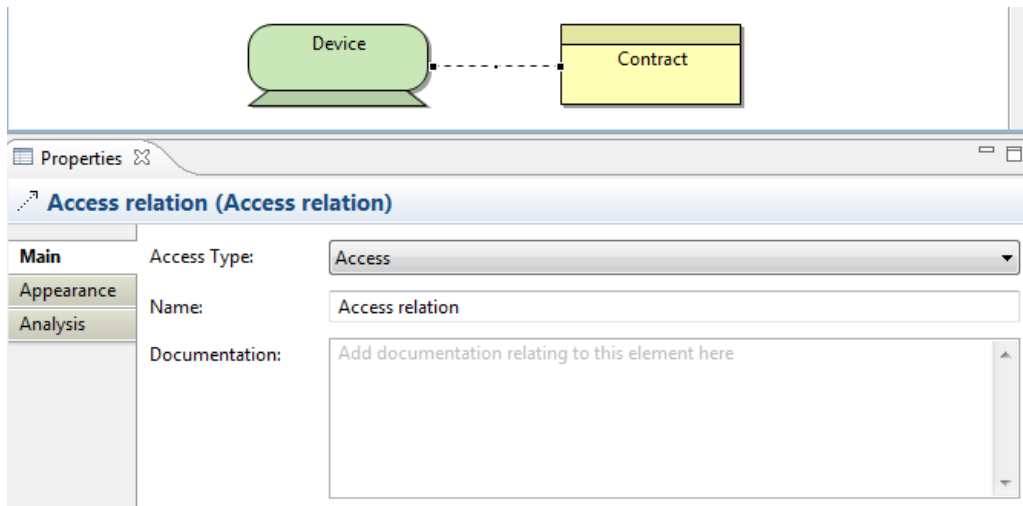 Device
Contract
Properties
Access relation (Access relation)
Main
Access Type:
Access
Appearance
Name:
Access relation
Analysis
Documentation:
Add documentation relating to this element here